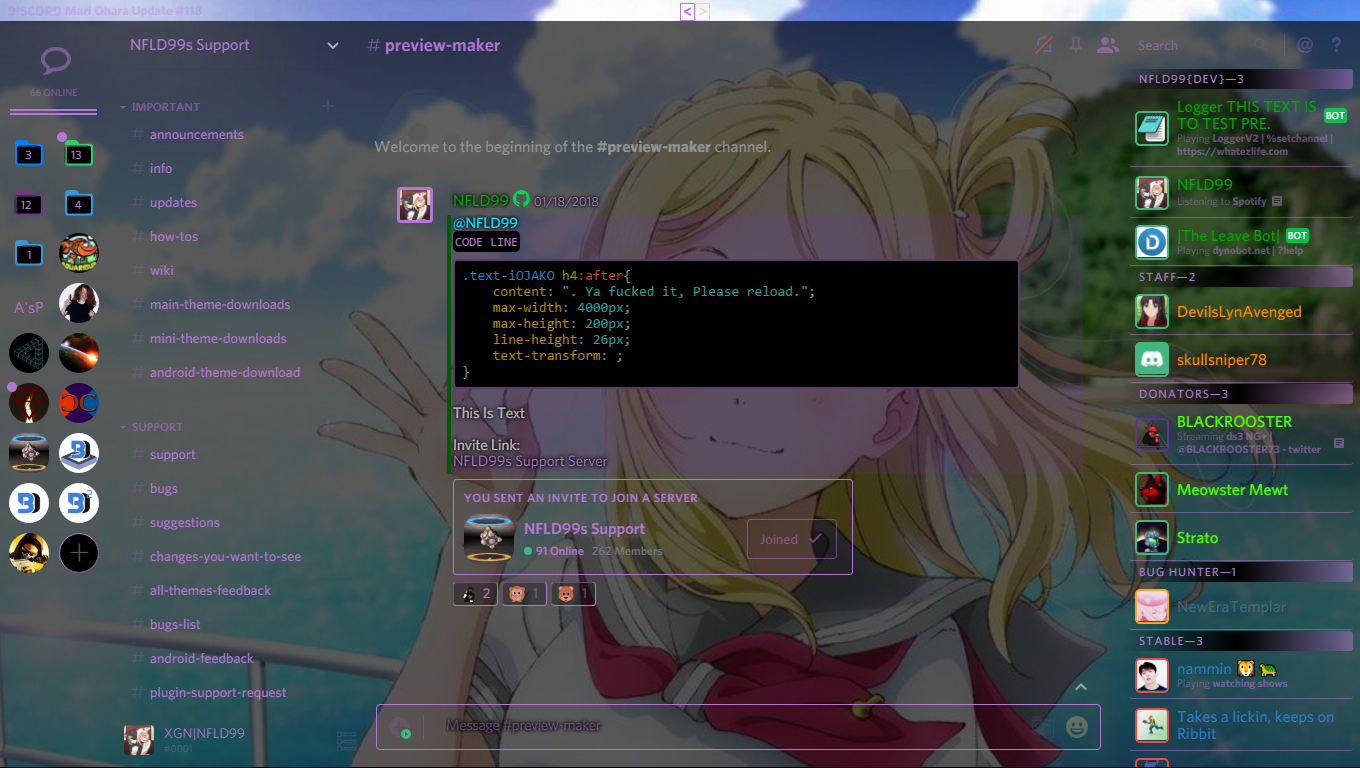 DISCORD Mari Ohara Update #118
< >
66 ONLINE
3
13
12
4
1
A'sP
NFLD99s Support
IMPORTANT
# announcements
# info
# updates
# how-tos
# wiki
# main-theme-downloads
# mini-theme-downloads
# android-theme-download
SUPPORT
# support
# bugs
# suggestions
# changes-you-want-to-see
# all-themes-feedback
# bugs-list
# android-feedback
# plugin-support-request
XGN|NFLD99
#0001
# preview-maker
Search
@ ?
Welcome to the beginning of the #preview-maker channel.
NFLD99 01/18/2018
@NFLD99
CODE LINE
.text-iOJAKO h4:after{
content: ". Ya fucked it, Please reload.";
max-width: 4000px;
max-height: 200px;
line-height: 26px;
text-transform: ;
}
This Is Text
Invite Link:
NFLD99s Support Server
YOU SENT AN INVITE TO JOIN A SERVER
NFLD99s Support
91 Online 262 Members
Joined
2
1
1
Message #preview-maker
NFLD99{DEV}—3
Logger THIS TEXT IS
TO TEST PRE.
BOT
Playing LoggerV2 | %setchannel |
https://whatezlife.com
NFLD99
Listening to Spotify
|The Leave Bot| BOT
Playing dynobot.net | ?help
STAFF—2
DevilsLynAvenged
skullsniper78
DONATORS—3
BLACKROOSTER
Streaming ds3 NG+ |
@BLACKROOSTER73 - twitter
Meowster Mewt
Strato
BUG HUNTER—1
NewEraTemplar
STABLE—3
nammin
Playing watching shows
Takes a lickin, keeps on
Ribbit